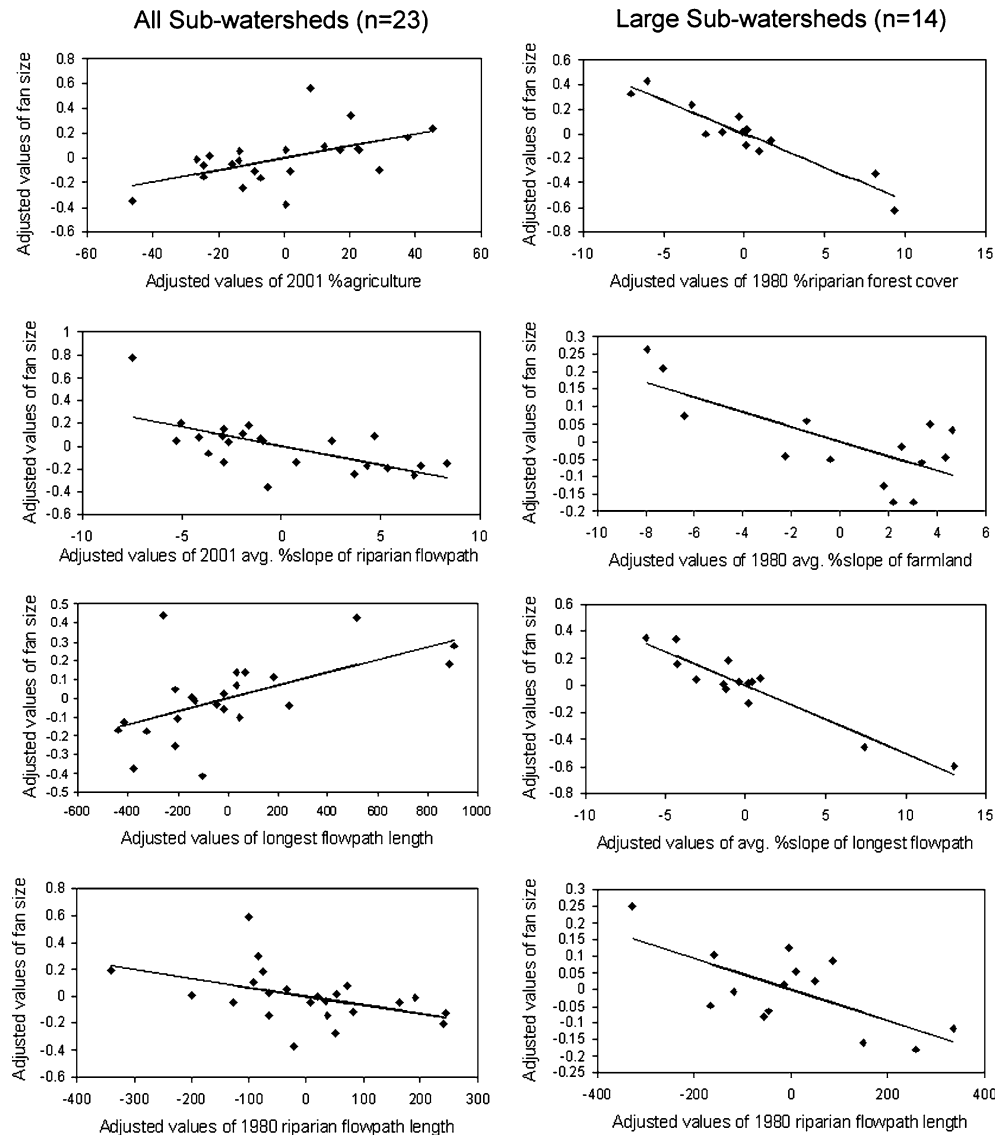 All Sub-watersheds (n=23)
Large Sub-watersheds (n=14)
Adjusted values of fan size
0.8
0.6
0.4
0.2
0
-0.2
-0.4
-0.6
-60 -40 -20 0 20 40 60
Adjusted values of 2001 %agriculture
Adjusted values of fan size
0.6
0.4
0.2
0
-0.2
-0.4
-0.6
-0.8
-10 -5 0 5 10 15
Adjusted values of 1980 %riparian forest cover
Adjusted values of fan size
1
0.8
0.6
0.4
0.2
0
-0.2
-0.4
-0.6
-10 -5 0 5 10
Adjusted values of 2001 avg. %slope of riparian flowpath
Adjusted values of fan size
0.3
0.25
0.2
0.15
0.1
0.05
0
-0.05
-0.1
-0.15
-0.2
-10 -8 -6 -4 -2 0 2 4 6
Adjusted values of 1980 avg. %slope of farmland
Adjusted values of fan size
0.5
0.4
0.3
0.2
0.1
0
-0.1
-0.2
-0.3
-0.4
-0.5
-600 -400 -200 0 200 400 600 800 1000
Adjusted values of longest flowpath length
Adjusted values of fan size
0.6
0.4
0.2
0
-0.2
-0.4
-0.6
-0.8
-10 -5 0 5 10 15
Adjusted values of avg. %slope of longest flowpath
Adjusted values of fan size
0.8
0.6
0.4
0.2
0
-0.2
-0.4
-0.6
-400 -300 -200 -100 0 100 200 300
Adjusted values of 1980 riparian flowpath length
Adjusted values of fan size
0.3
0.25
0.2
0.15
0.1
0.05
0
-0.05
-0.1
-0.15
-0.2
-0.25
-400 -200 0 200 400
Adjusted values of 1980 riparian flowpath length